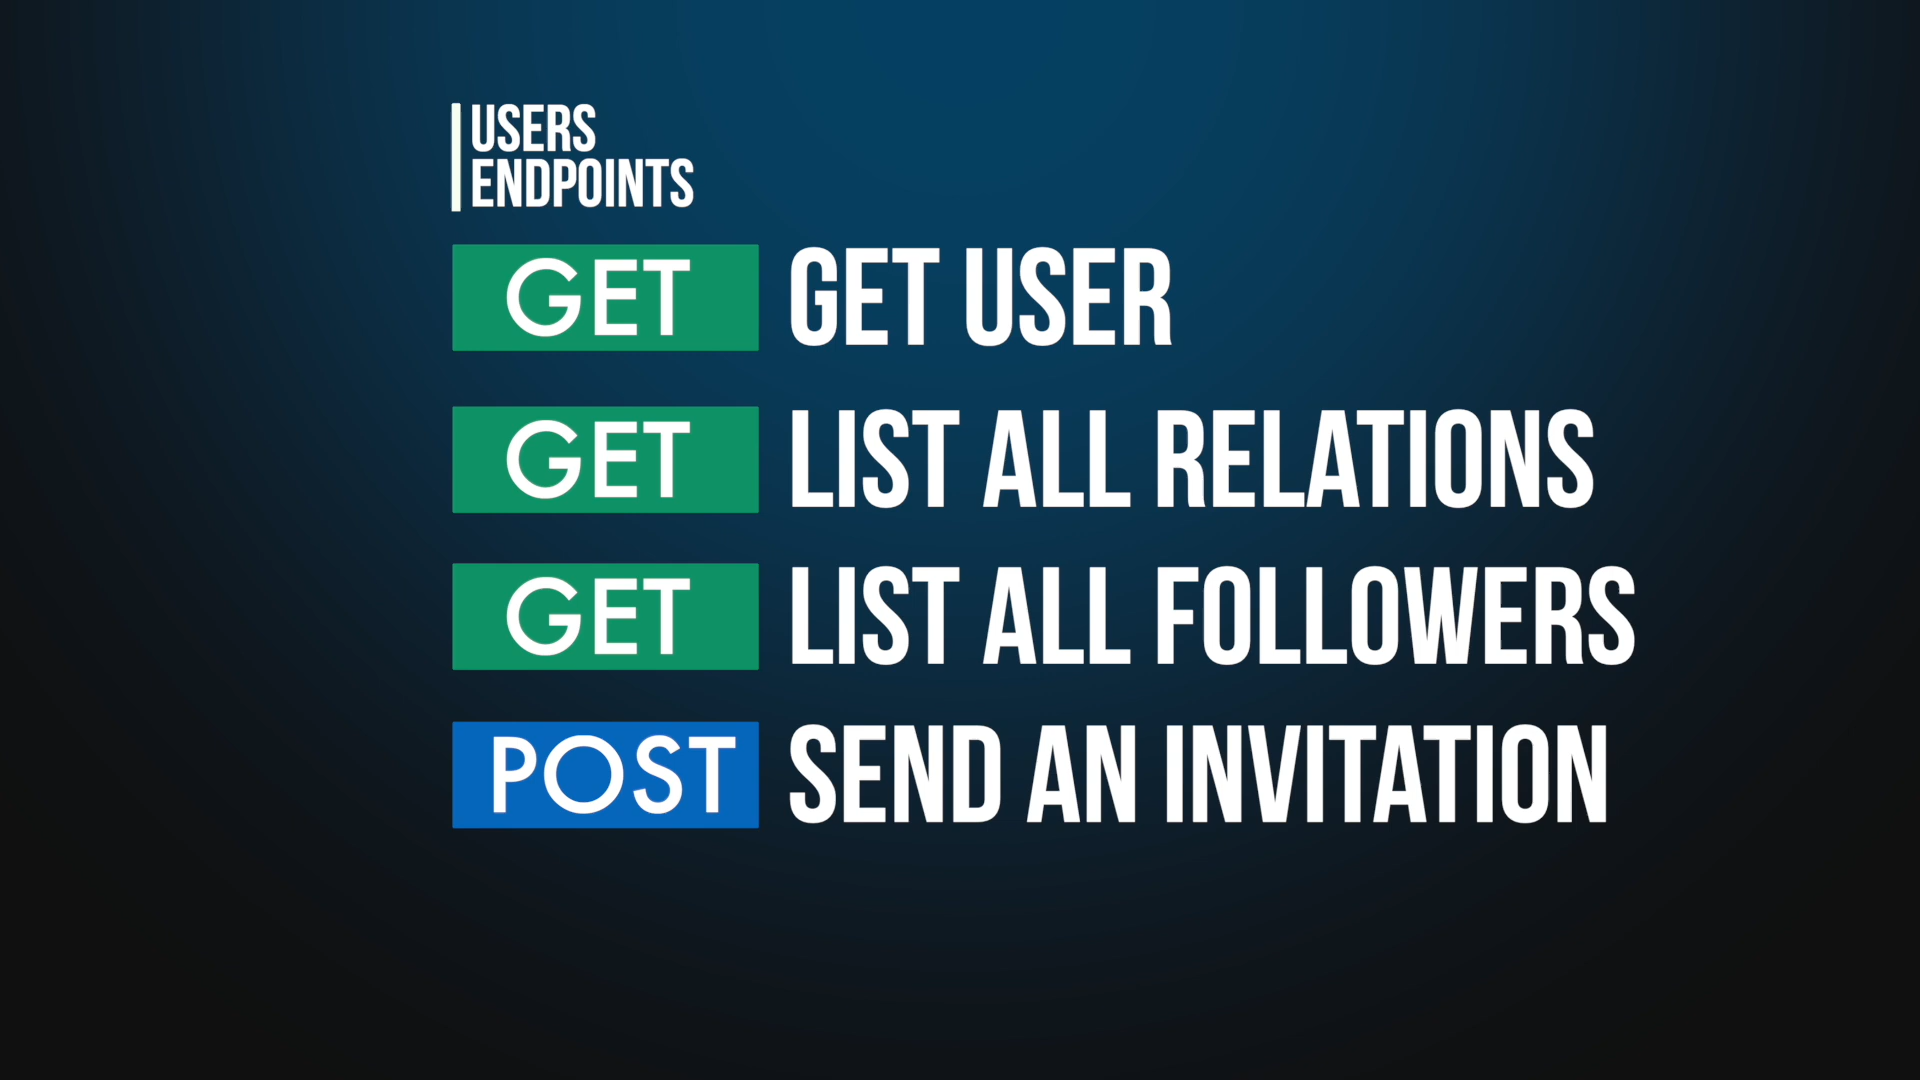 USERS
ENDPOINTS
GET GET USER
GET LIST ALL RELATIONS
GET LIST ALL FOLLOWERS
POST SEND AN INVITATION